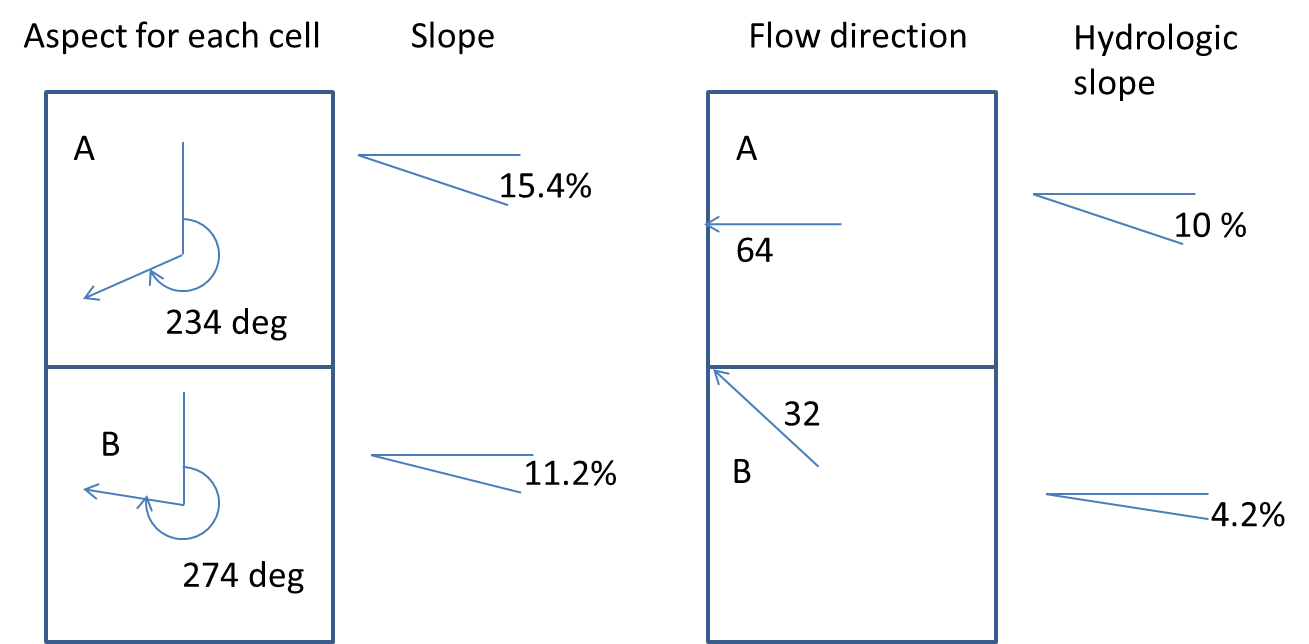 Aspect for each cell
Slope
Flow direction
Hydrologic
slope
A
234 deg
15.4%
A
64
10 %
B
274 deg
11.2%
32
B
4.2%